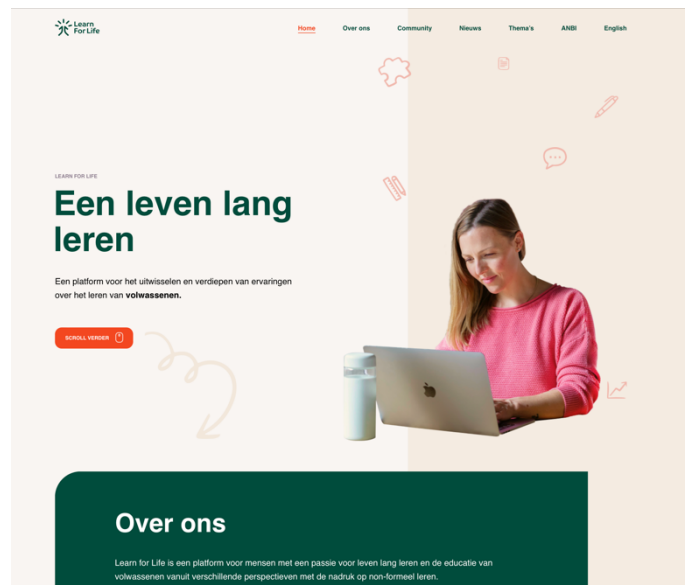 Learn
For Life
Home Over ons Community Nieuws Thema's ANBI English
LEARN FOR LIFE
Een leven lang
leren
Een platform voor het uitwisselen en verdiepen van ervaringen
over het leren van volwassenen.
SCROLL VERDER
Over ons
Learn for Life is een platform voor mensen met een passie voor leven lang leren en de educatie van
volwassenen vanuit verschillende perspectieven met de nadruk op non-formeel leren.